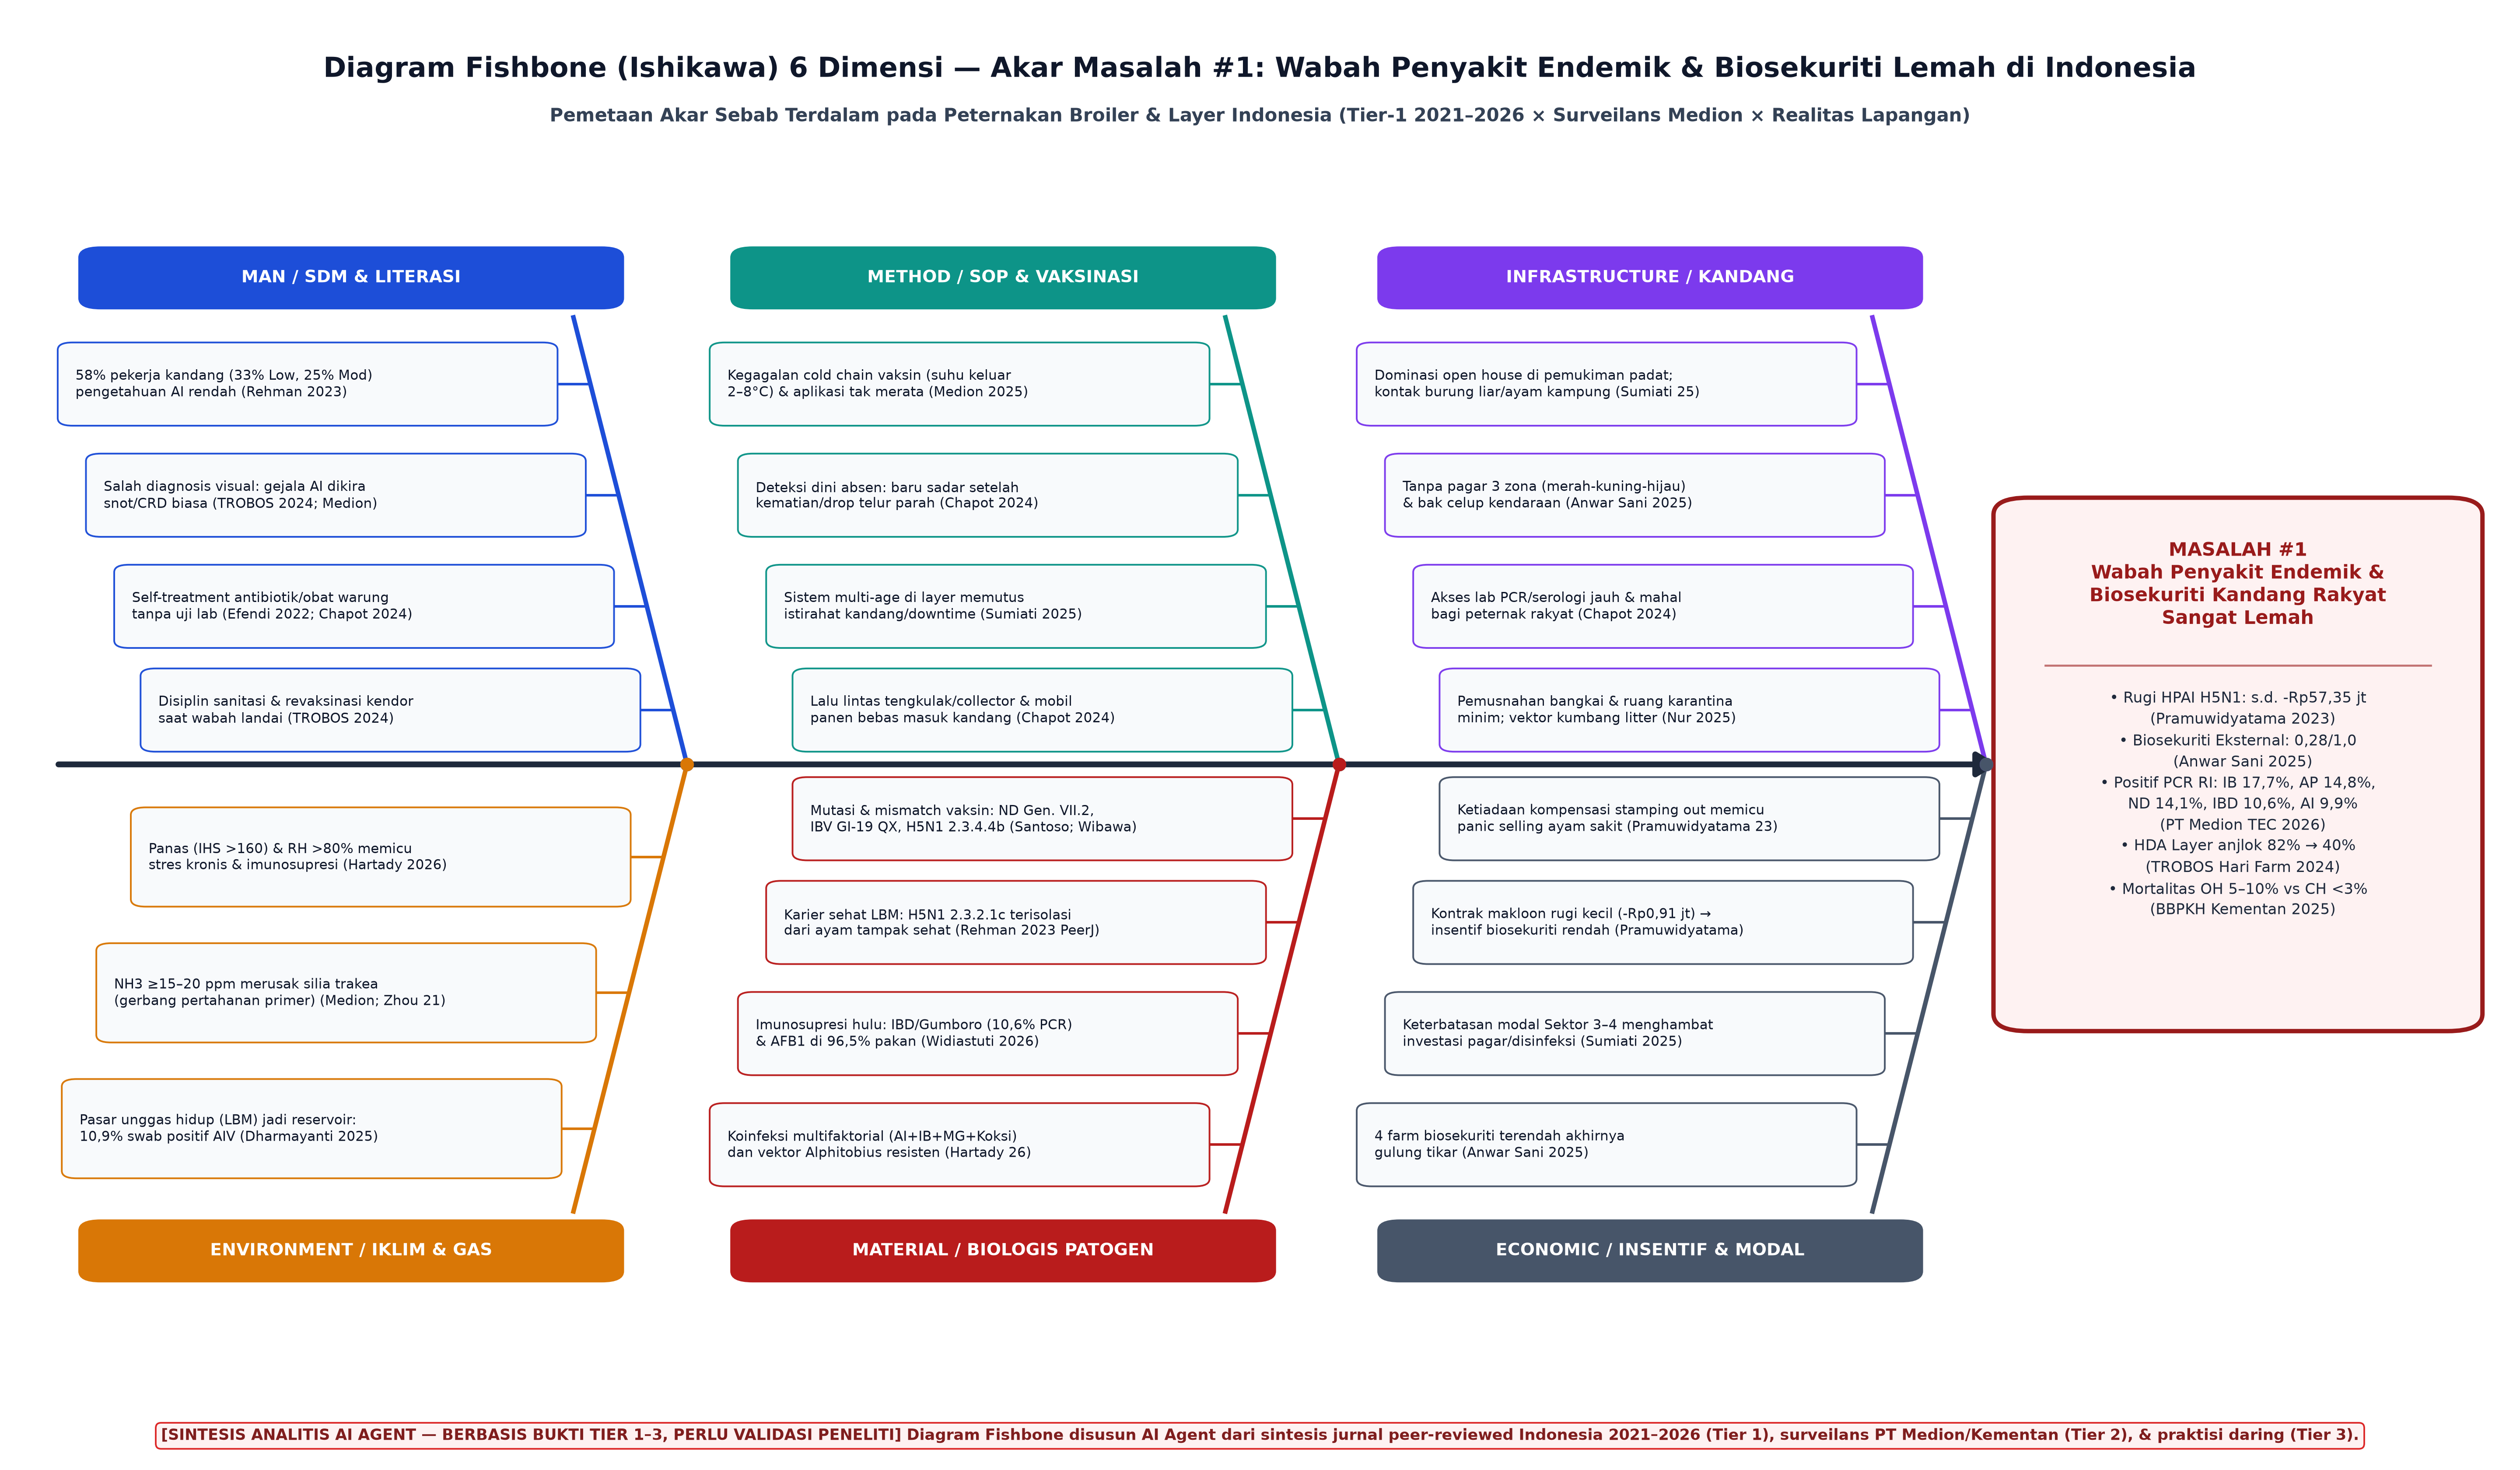 Diagram Fishbone (Ishikawa) 6 Dimensi — Akar Masalah #1: Wabah Penyakit Endemik & Biosekuriti Lemah di Indonesia
Pemetaan Akar Sebab Terdalam pada Peternakan Broiler & Layer Indonesia (Tier-1 2021–2026 × Surveilans Medion × Realitas Lapangan)
MAN / SDM & LITERASI
58% pekerja kandang (33% Low, 25% Mod)
pengetahuan AI rendah (Rehman 2023)
Salah diagnosis visual: gejala AI dikira
snot/CRD biasa (TROBOS 2024; Medion)
Self-treatment antibiotik/obat warung
tanpa uji lab (Efendi 2022; Chapot 2024)
Disiplin sanitasi & revaksinasi kendor
saat wabah landai (TROBOS 2024)
METHOD / SOP & VAKSINASI
Kegagalan cold chain vaksin (suhu keluar
2–8°C) & aplikasi tak merata (Medion 2025)
Deteksi dini absen: baru sadar setelah
kematian/drop telur parah (Chapot 2024)
Sistem multi-age di layer memutus
istirahat kandang/downtime (Sumiati 2025)
Lalu lintas tengkulak/collector & mobil
panen bebas masuk kandang (Chapot 2024)
INFRASTRUCTURE / KANDANG
Dominasi open house di pemukiman padat;
kontak burung liar/ayam kampung (Sumiati 25)
Tanpa pagar 3 zona (merah-kuning-hijau)
& bak celup kendaraan (Anwar Sani 2025)
Akses lab PCR/serologi jauh & mahal
bagi peternak rakyat (Chapot 2024)
Pemusnahan bangkai & ruang karantina
minim; vektor kumbang litter (Nur 2025)
Panas (IHS >160) & RH >80% memicu
stres kronis & imunosupresi (Hartady 2026)
NH3 ≥15–20 ppm merusak silia trakea
(gerbang pertahanan primer) (Medion; Zhou 21)
Pasar unggas hidup (LBM) jadi reservoir:
10,9% swab positif AIV (Dharmayanti 2025)
ENVIRONMENT / IKLIM & GAS
Mutasi & mismatch vaksin: ND Gen. VII.2,
IBV GI-19 QX, H5N1 2.3.4.4b (Santoso; Wibawa)
Karier sehat LBM: H5N1 2.3.2.1c terisolasi
dari ayam tampak sehat (Rehman 2023 PeerJ)
Imunosupresi hulu: IBD/Gumboro (10,6% PCR)
& AFB1 di 96,5% pakan (Widiastuti 2026)
Koinfeksi multifaktorial (AI+IB+MG+Koksi)
dan vektor Alphitobius resisten (Hartady 26)
MATERIAL / BIOLOGIS PATOGEN
Ketiadaan kompensasi stamping out memicu
panic selling ayam sakit (Pramuwidyatama 23)
Kontrak makloon rugi kecil (-Rp0,91 jt) →
insentif biosekuriti rendah (Pramuwidyatama)
Keterbatasan modal Sektor 3–4 menghambat
investasi pagar/disinfeksi (Sumiati 2025)
4 farm biosekuriti terendah akhirnya
gulung tikar (Anwar Sani 2025)
ECONOMIC / INSENTIF & MODAL
MASALAH #1
Wabah Penyakit Endemik &
Biosekuriti Kandang Rakyat
Sangat Lemah
• Rugi HPAI H5N1: s.d. -Rp57,35 jt
(Pramuwidyatama 2023)
• Biosekuriti Eksternal: 0,28/1,0
(Anwar Sani 2025)
• Positif PCR RI: IB 17,7%, AP 14,8%,
ND 14,1%, IBD 10,6%, AI 9,9%
(PT Medion TEC 2026)
• HDA Layer anjlok 82% → 40%
(TROBOS Hari Farm 2024)
• Mortalitas OH 5–10% vs CH <3%
(BBPKH Kementan 2025)
[SINTESIS ANALITIS AI AGENT — BERBASIS BUKTI TIER 1–3, PERLU VALIDASI PENELITI] Diagram Fishbone disusun AI Agent dari sintesis jurnal peer-reviewed Indonesia 2021–2026 (Tier 1), surveilans PT Medion/Kementan (Tier 2), & praktisi daring (Tier 3).